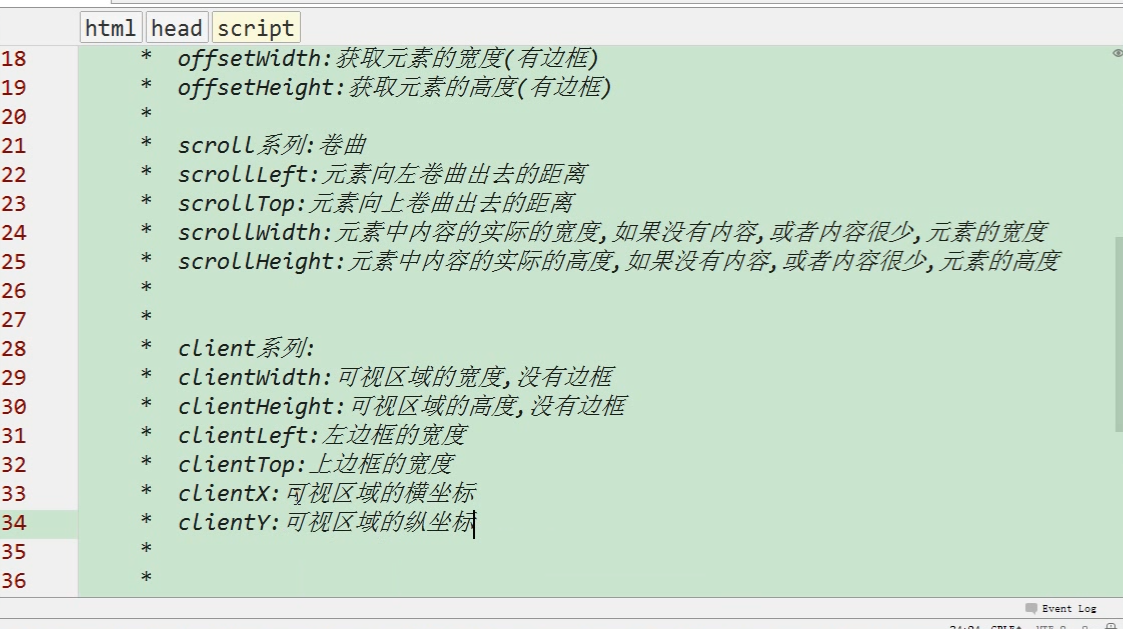 html head script
18 * offsetWidth:获取元素的宽度(有边框)
19 * offsetHeight:获取元素的高度(有边框)
20 *
21 * scroll系列:卷曲
22 * scrollLeft:元素向左卷曲出去的距离
23 * scrollTop:元素向上卷曲出去的距离
24 * scrollWidth:元素中内容的实际的宽度,如果没有内容,或者内容很少,元素的宽度
25 * scrollHeight:元素中内容的实际的高度,如果没有内容,或者内容很少,元素的高度
26 *
27 *
28 * client系列:
29 * clientWidth:可视区域的宽度,没有边框
30 * clientHeight:可视区域的高度,没有边框
31 * clientLeft:左边框的宽度
32 * clientTop:上边框的宽度
33 * clientX:可视区域的横坐标
34 * clientY:可视区域的纵坐标
35 *
36 *
Event Log